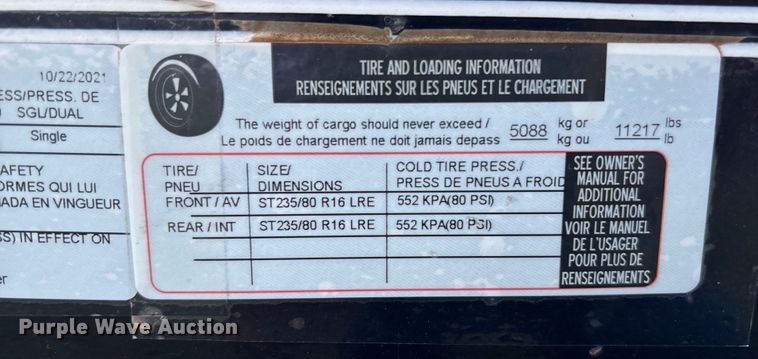 10/22/2021
ESS/PRESS. DE
SGL/DUAL
Single
AFETY
ORMES QUI LUI
ADA EN VINGUEUR
SS) IN EFFECT ON
er
TIRE AND LOADING INFORMATION
RENSEIGNEMENTS SUR LES PNEUS ET LE CHARGEMENT
The weight of cargo should never exceed / 5088 kg or 11217 lbs
Le poids de chargement ne doit jamais depass kg ou lb
TIRE/ SIZE/ COLD TIRE PRESS./
PNEU DIMENSIONS PRESS DE PNEUS A FROID
FRONT / AV ST235/80 R16 LRE 552 KPA(80 PSI)
REAR / INT ST235/80 R16 LRE 552 KPA(80 PSI)
SEE OWNER'S
MANUAL FOR
ADDITIONAL
INFORMATION
VOIR LE MANUEL
DE L'USAGER
POUR PLUS DE
RENSEIGNEMENTS
Purple Wave Auction